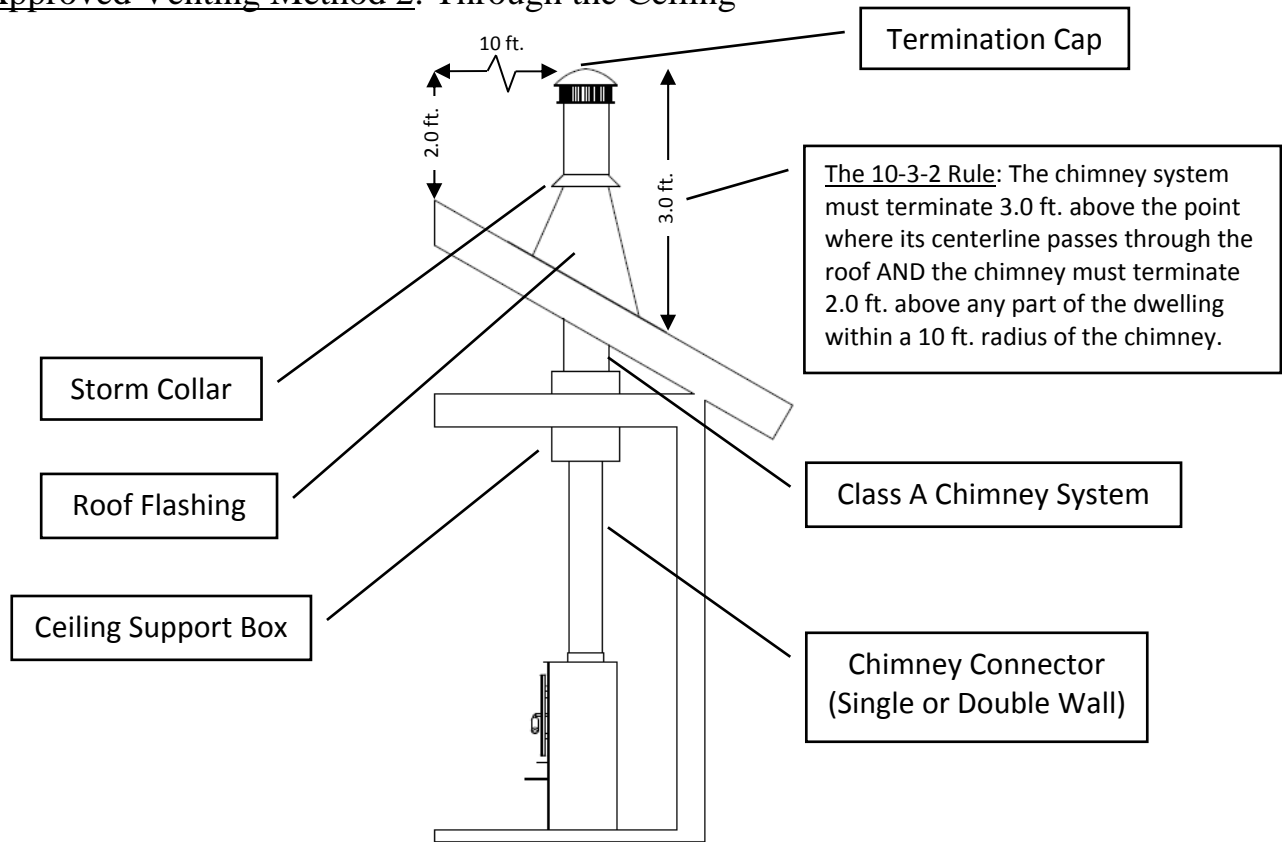 Approved Venting Method 2: Through the Ceiling
10 ft.
Termination Cap
2.0 ft.
3.0 ft.
The 10-3-2 Rule: The chimney system
must terminate 3.0 ft. above the point
where its centerline passes through the
roof AND the chimney must terminate
2.0 ft. above any part of the dwelling
within a 10 ft. radius of the chimney.
Storm Collar
Roof Flashing
Class A Chimney System
Ceiling Support Box
Chimney Connector
(Single or Double Wall)